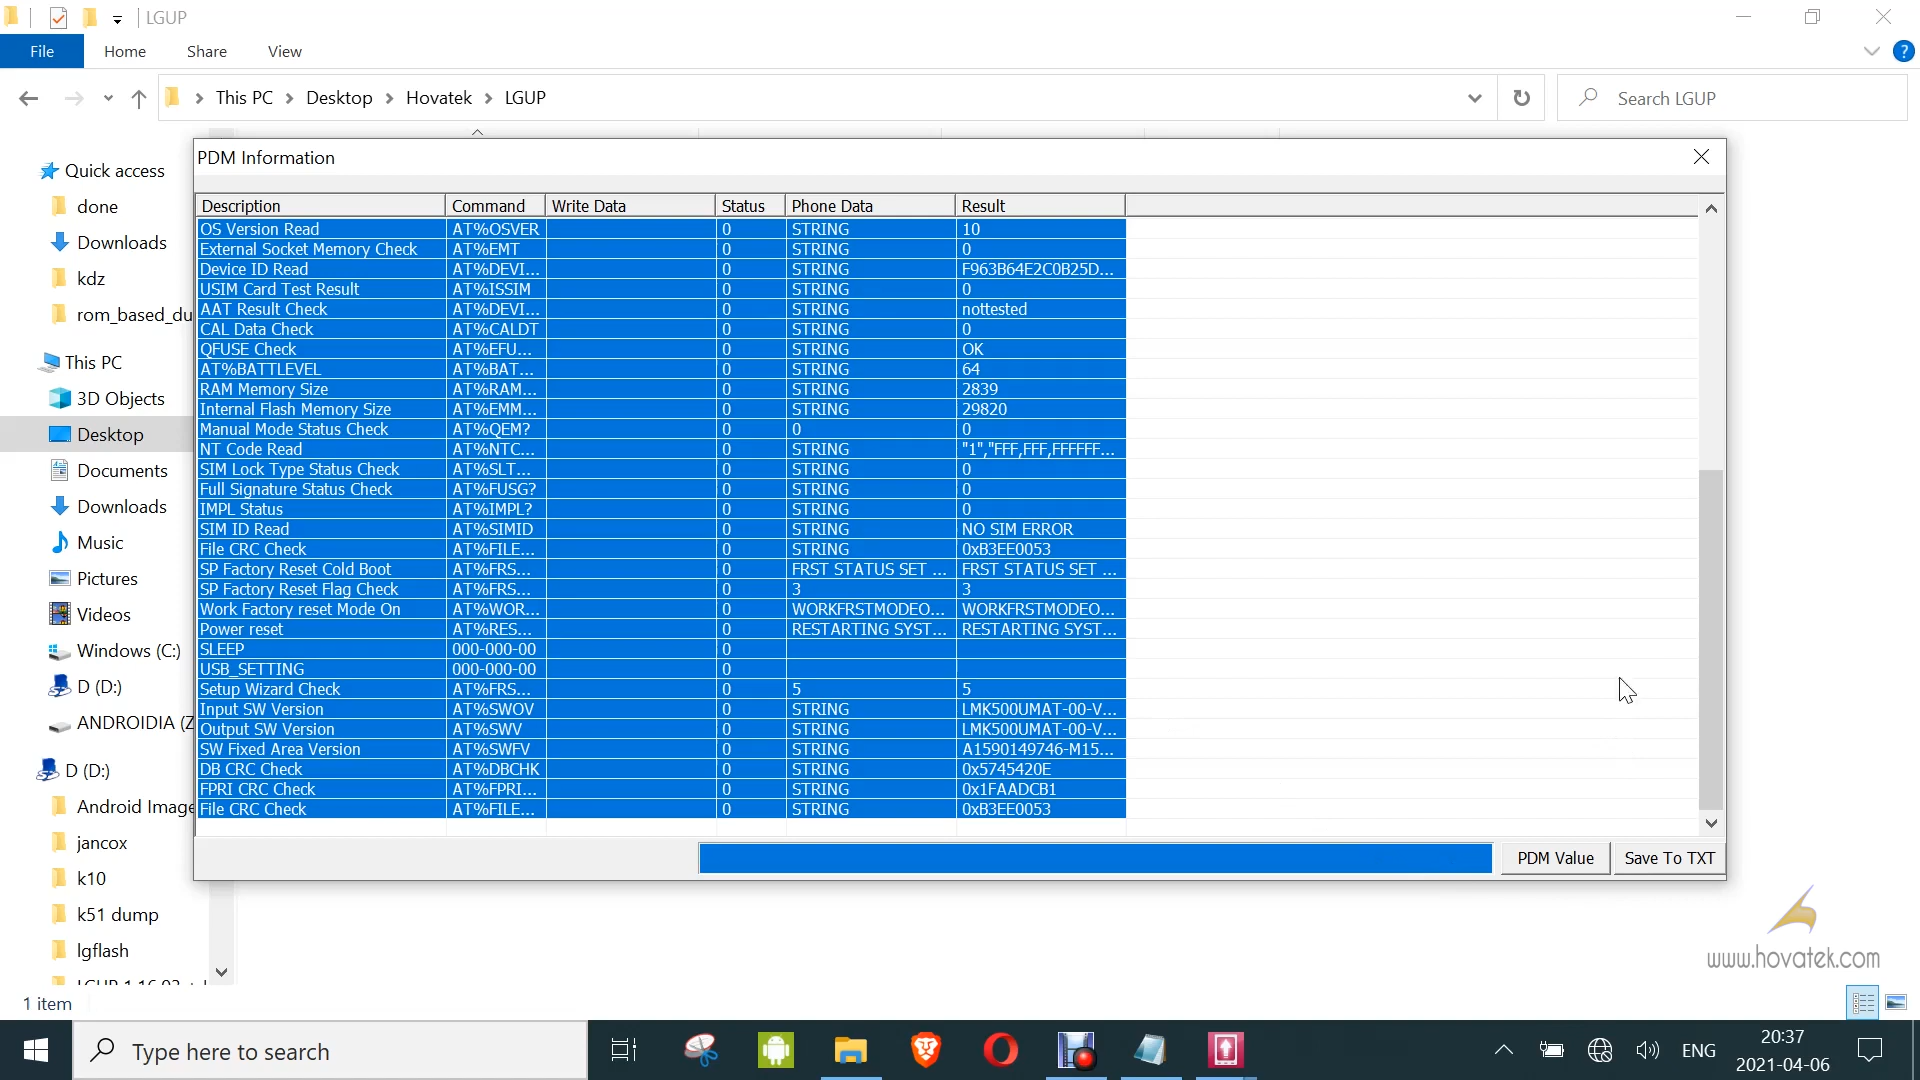 LGUP
File Home Share View
This PC Desktop Hovatek LGUP
Search LGUP
Quick access
done
Downloads
kdz
rom_based_du
This PC
3D Objects
Desktop
Documents
Downloads
Music
Pictures
Videos
Windows (C:)
D (D:)
ANDROIDIA (Z
D (D:)
Android Image
jancox
k10
k51 dump
lgflash
1 item
PDM Information
Description Command Write Data Status Phone Data Result
OS Version Read AT%OSVER 0 STRING 10
External Socket Memory Check AT%EMT 0 STRING 0
Device ID Read AT%DEVI... 0 STRING F963B64E2C0B25D...
USIM Card Test Result AT%ISSIM 0 STRING 0
AAT Result Check AT%DEVI... 0 STRING nottested
CAL Data Check AT%CALDT 0 STRING 0
QFUSE Check AT%EFU... 0 STRING OK
AT%BATTLEVEL AT%BAT... 0 STRING 64
RAM Memory Size AT%RAM... 0 STRING 2839
Internal Flash Memory Size AT%EMM... 0 STRING 29820
Manual Mode Status Check AT%QEM? 0 0 0
NT Code Read AT%NTC... 0 STRING "1","FFF,FFF,FFFFFF...
SIM Lock Type Status Check AT%SLT... 0 STRING 0
Full Signature Status Check AT%FUSG? 0 STRING 0
IMPL Status AT%IMPL? 0 STRING 0
SIM ID Read AT%SIMID 0 STRING NO SIM ERROR
File CRC Check AT%FILE... 0 STRING 0xB3EE0053
SP Factory Reset Cold Boot AT%FRS... 0 FRST STATUS SET ... FRST STATUS SET ...
SP Factory Reset Flag Check AT%FRS... 0 3 3
Work Factory reset Mode On AT%WOR... 0 WORKFRSTMODEO... WORKFRSTMODEO...
Power reset AT%RES... 0 RESTARTING SYST... RESTARTING SYST...
SLEEP 000-000-00 0
USB_SETTING 000-000-00 0
Setup Wizard Check AT%FRS... 0 5 5
Input SW Version AT%SWOV 0 STRING LMK500UMAT-00-V...
Output SW Version AT%SWV 0 STRING LMK500UMAT-00-V...
SW Fixed Area Version AT%SWFV 0 STRING A1590149746-M15...
DB CRC Check AT%DBCHK 0 STRING 0x5745420E
FPRI CRC Check AT%FPRI... 0 STRING 0x1FAADCB1
File CRC Check AT%FILE... 0 STRING 0xB3EE0053
PDM Value Save To TXT
www.hovatek.com
Type here to search
ENG
20:37
2021-04-06